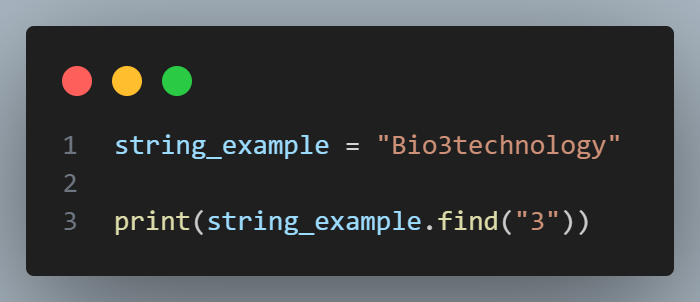 1 string_example = "Bio3technology"
2
3 print(string_example.find("3"))